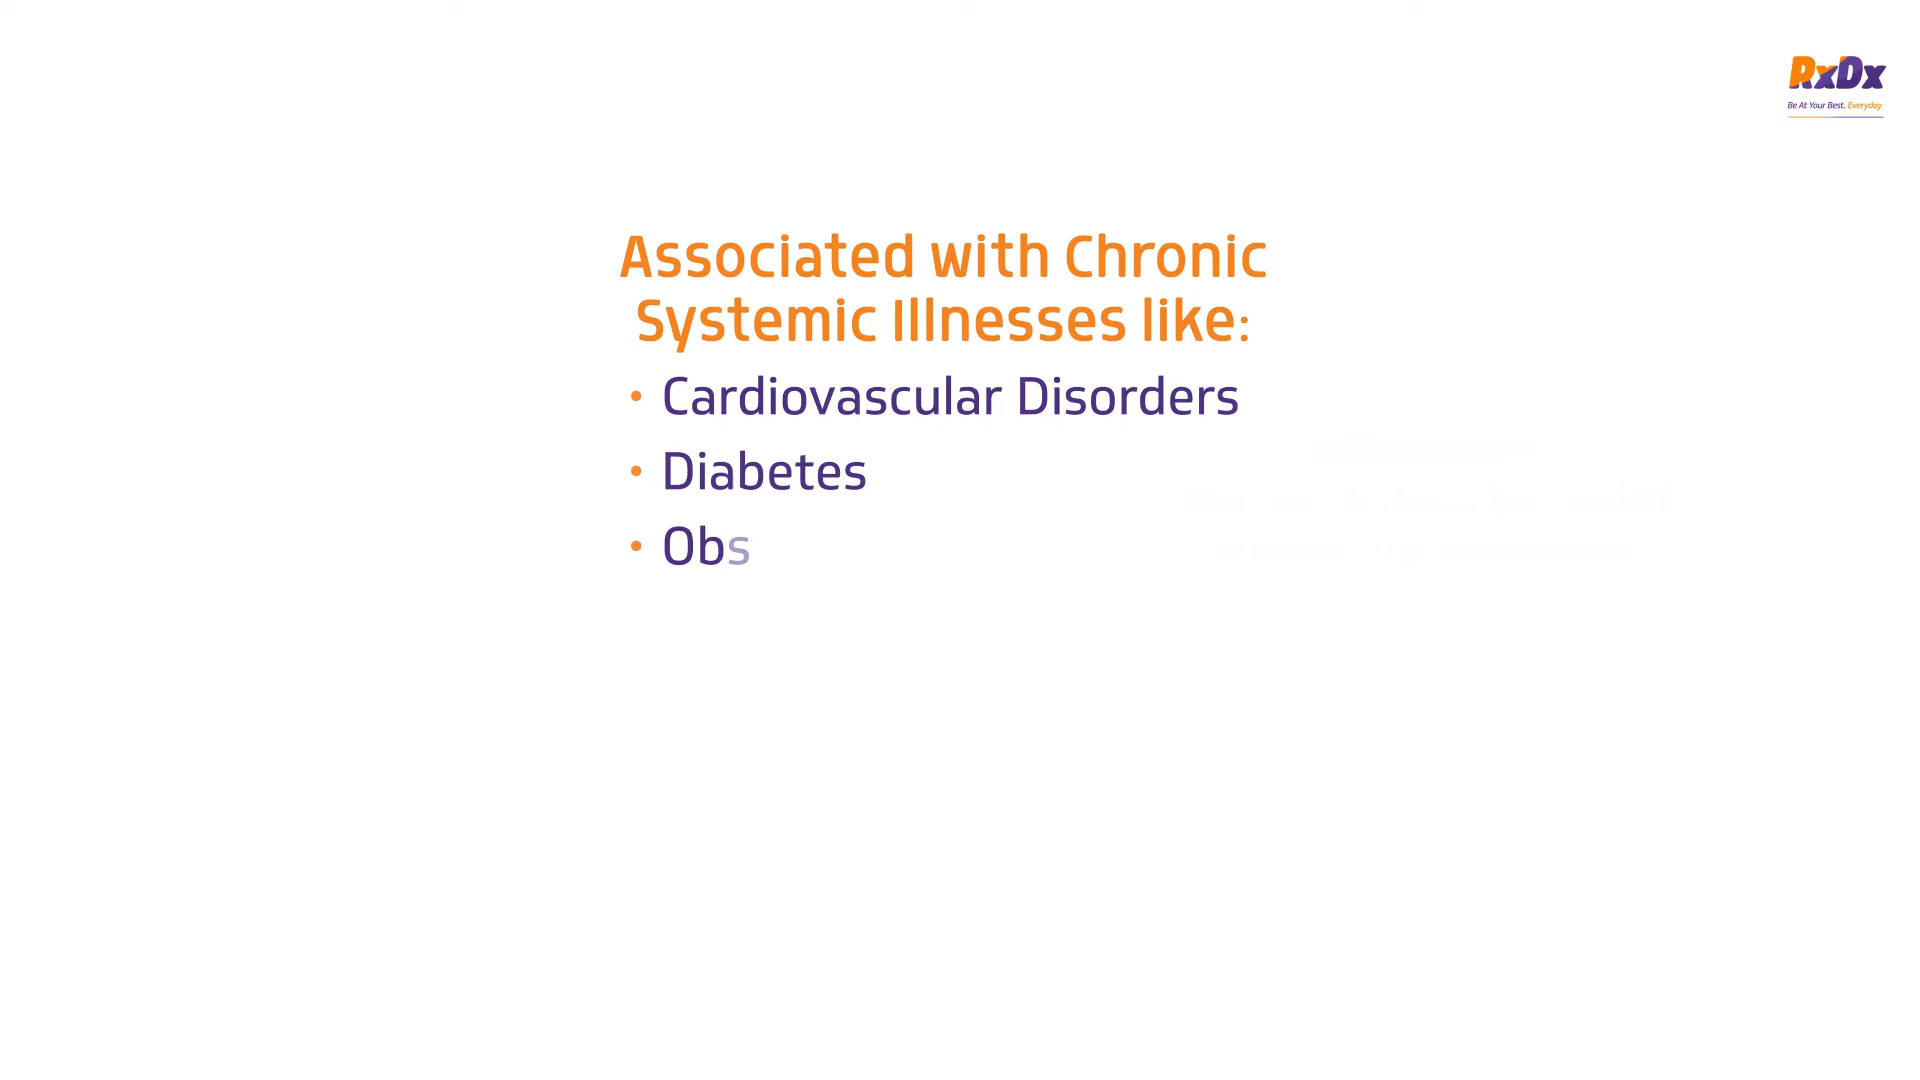 RxDx
Be At Your Best. Everyday
Associated with Chronic
Systemic Illnesses like:
• Cardiovascular Disorders
• Diabetes
• Obs